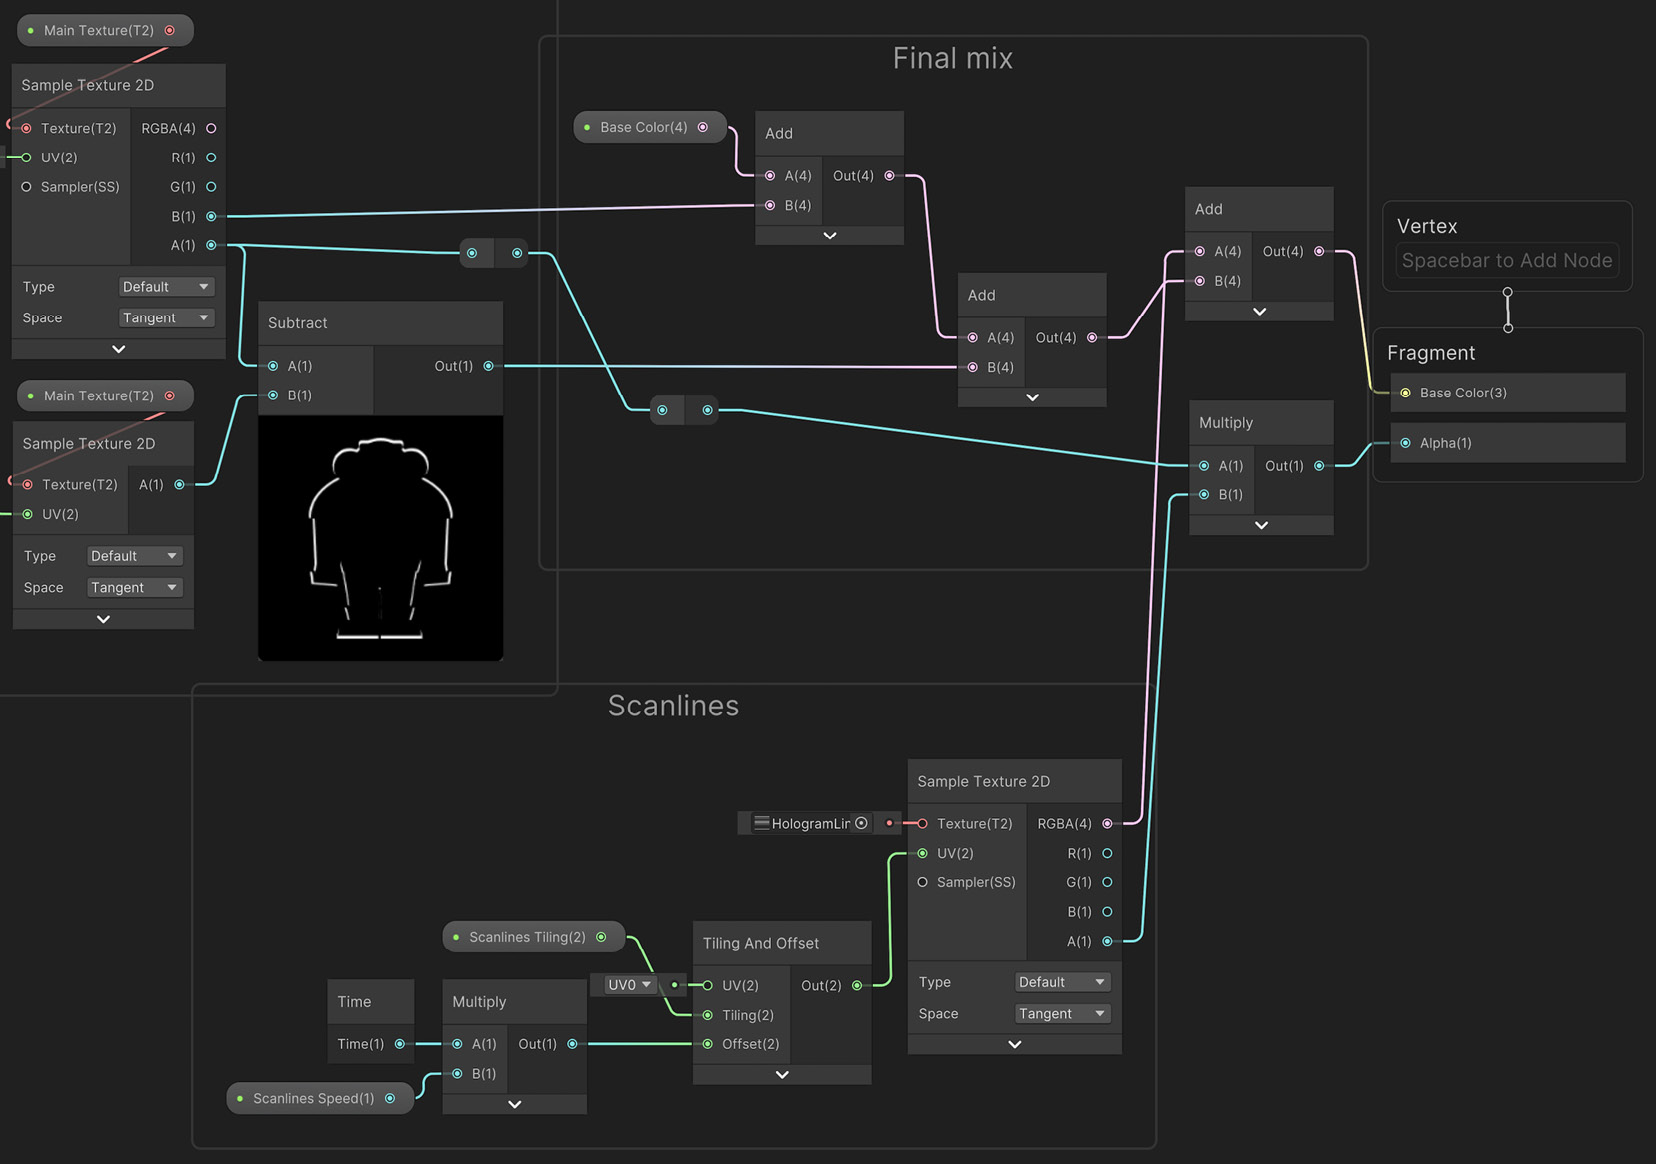 Main Texture(T2)
Sample Texture 2D
Texture(T2)
RGBA(4)
UV(2)
R(1)
Sampler(SS)
G(1)
B(1)
A(1)
Type
Default
Space
Tangent
Main Texture(T2)
Sample Texture 2D
Texture(T2)
A(1)
UV(2)
Type
Default
Space
Tangent
Subtract
A(1)
Out(1)
B(1)
Final mix
Base Color(4)
Add
A(4)
Out(4)
B(4)
Add
A(4)
Out(4)
B(4)
Add
A(4)
Out(4)
B(4)
Multiply
A(1)
Out(1)
B(1)
Vertex
Spacebar to Add Node
Fragment
Base Color(3)
Alpha(1)
Scanlines
Time
Time(1)
Scanlines Speed(1)
Multiply
A(1)
Out(1)
B(1)
Scanlines Tiling(2)
UV0
Tiling And Offset
UV(2)
Out(2)
Tiling(2)
Offset(2)
HologramLir
Sample Texture 2D
Texture(T2)
RGBA(4)
UV(2)
R(1)
Sampler(SS)
G(1)
B(1)
A(1)
Type
Default
Space
Tangent